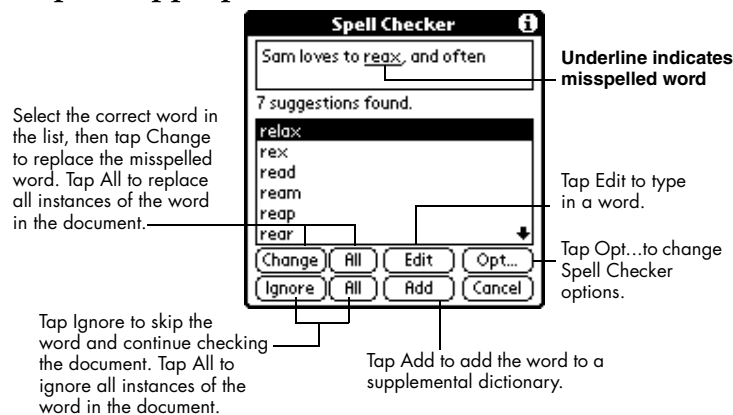 Spell Checker
Sam loves to reax, and often
Underline indicates
misspelled word
7 suggestions found.
Select the correct word in
the list, then tap Change
to replace the misspelled
word. Tap All to replace
all instances of the word
in the document.
relax
rex
read
ream
reap
rear
Tap Edit to type
in a word.
Change All Edit Opt...
Ignore All Add Cancel
Tap Opt...to change
Spell Checker
options.
Tap Ignore to skip the
word and continue checking
the document. Tap All to
ignore all instances of the
word in the document.
Tap Add to add the word to a
supplemental dictionary.